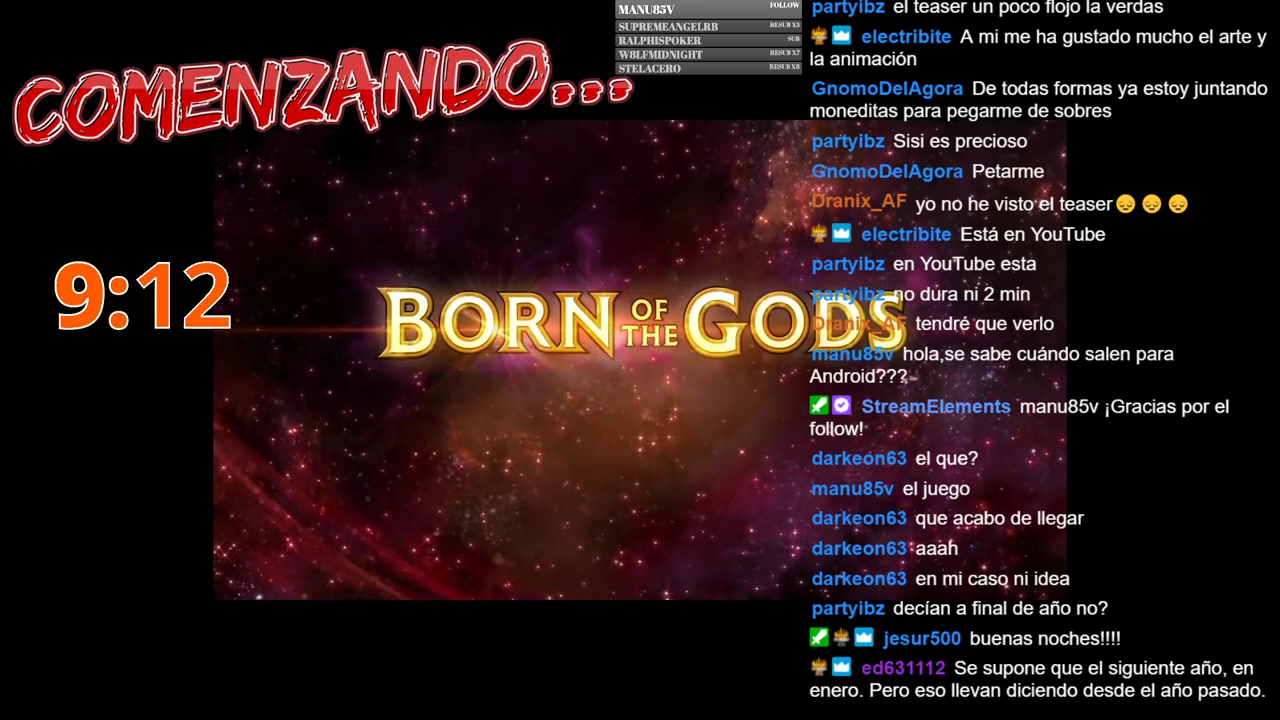 COMENZANDO...
9:12
MANU85V FOLLOW
SUPREMEANGELRB RESUB X3
RALPHISPOKER SUB
W8LFMIDNIGHT RESUB X7
STELACERO RESUB X8
BORN OF THE GODS
partyibz el teaser un poco flojo la verdas
electribite A mi me ha gustado mucho el arte y
la animación
GnomoDelAgora De todas formas ya estoy juntando
moneditas para pegarme de sobres
partyibz Sisi es precioso
GnomoDelAgora Petarme
Dranix_AF yo no he visto el teaser😔 😔 😔
electribite Está en YouTube
partyibz en YouTube esta
partyibz no dura ni 2 min
Dranix_AF tendré que verlo
manu85v hola,se sabe cuándo salen para
Android???
StreamElements manu85v ¡Gracias por el
follow!
darkeon63 el que?
manu85v el juego
darkeon63 que acabo de llegar
darkeon63 aaah
darkeon63 en mi caso ni idea
partyibz decían a final de año no?
jesur500 buenas noches!!!!
ed631112 Se supone que el siguiente año, en
enero. Pero eso llevan diciendo desde el año pasado.